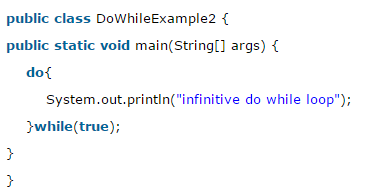 public class DoWhileExample2 {
public static void main(String[] args) {
do{
System.out.println("infinitive do while loop");
}while(true);
}
}